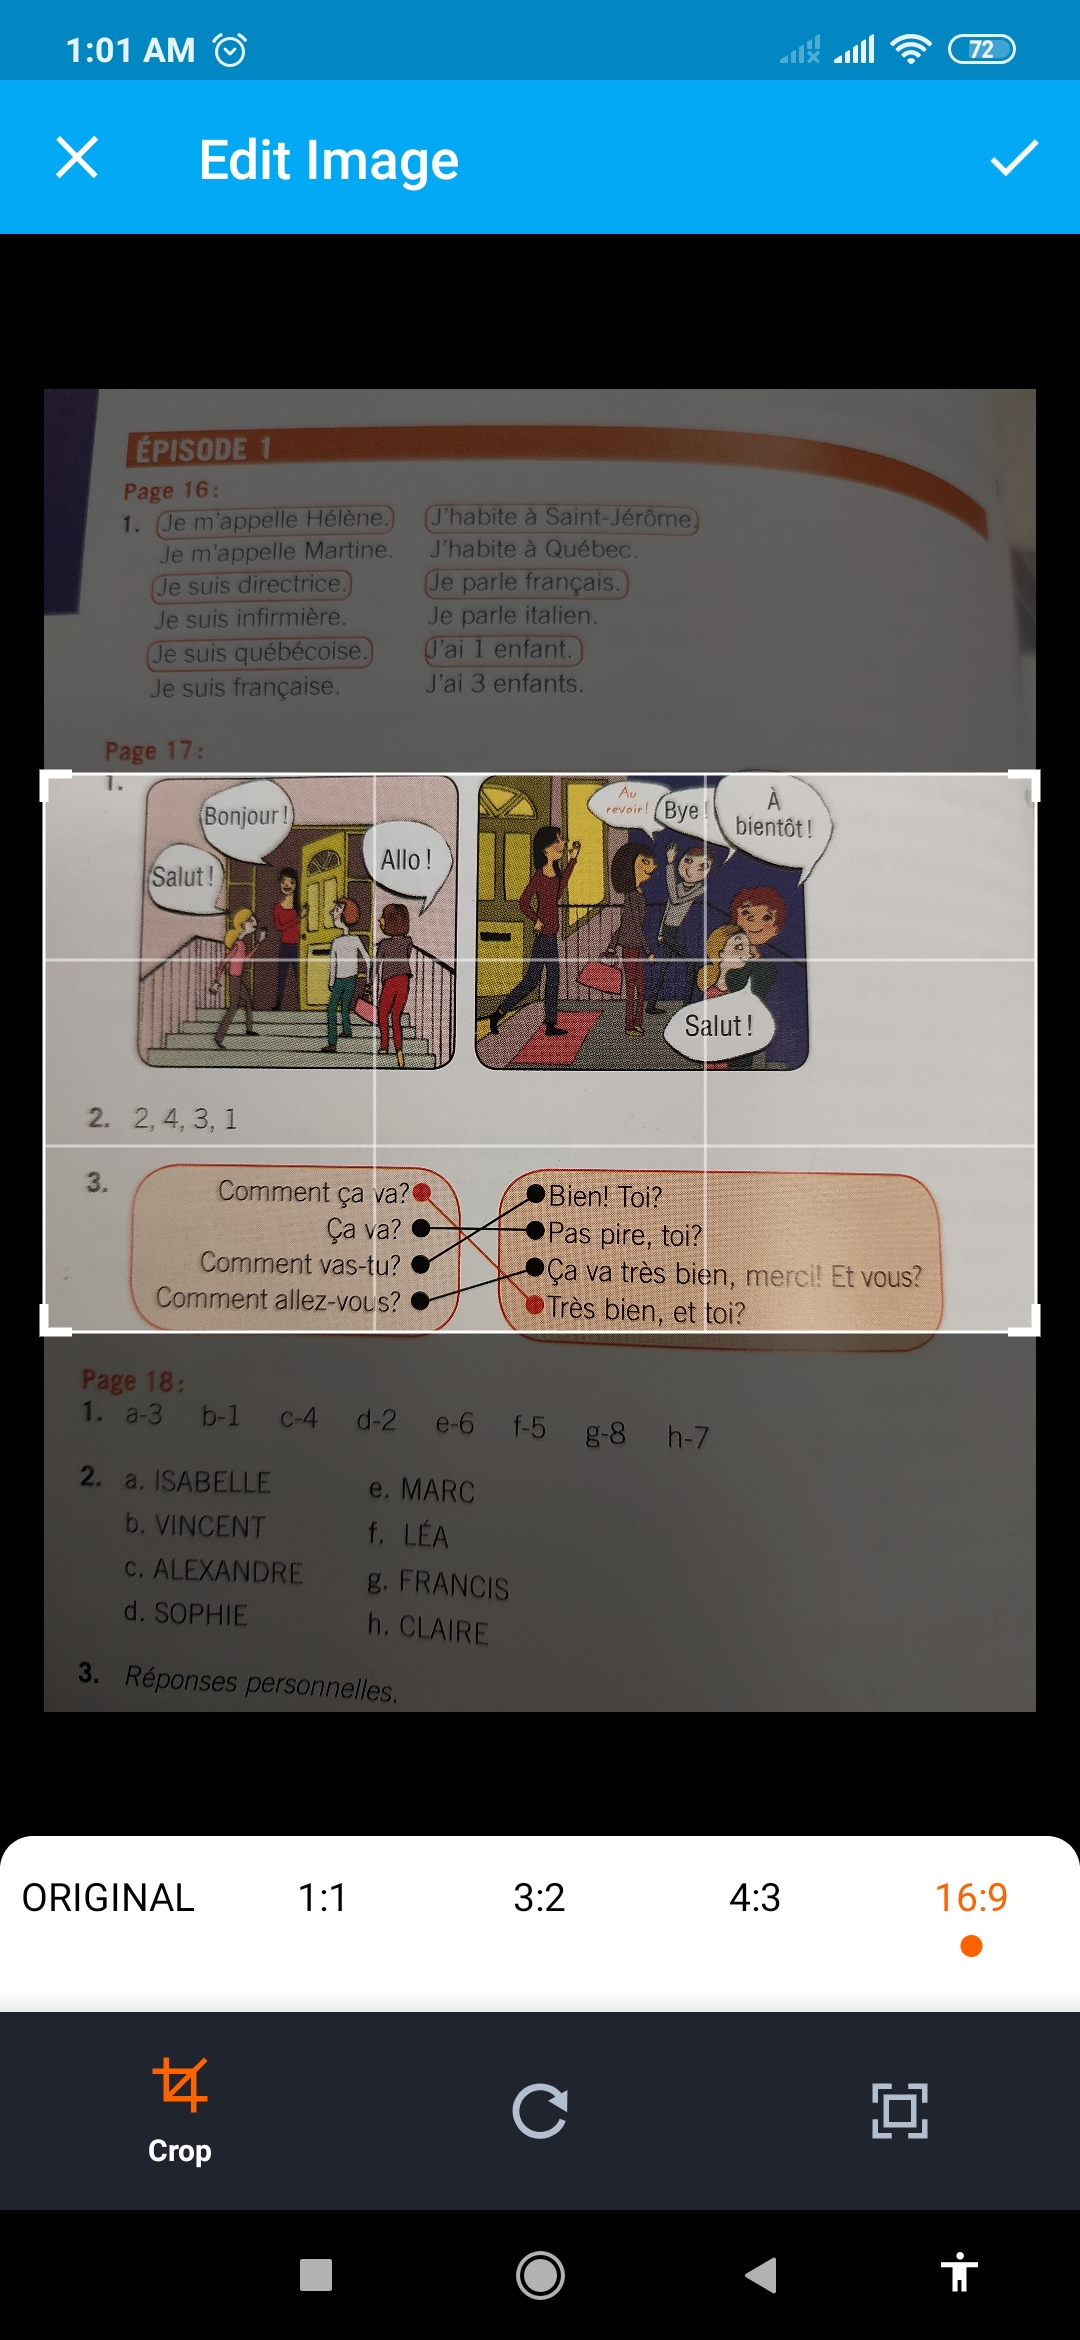 1:01 AM
72
Edit Image
ÉPISODE 1
Page 16:
1. Je m'appelle Hélène. J'habite à Saint-Jérôme.
Je m'appelle Martine. J'habite à Québec.
Je suis directrice. Je parle français.
Je suis infirmière. Je parle italien.
Je suis québécoise. J'ai 1 enfant.
Je suis française. J'ai 3 enfants.
Page 17:
1.
Bonjour!
Salut!
Allo!
Au
revoir!
Bye!
À
bientôt!
Salut!
2. 2, 4, 3, 1
3.
Comment ça va? Bien! Toi?
Ça va? Pas pire, toi?
Comment vas-tu? Ça va très bien, merci! Et vous?
Comment allez-vous? Très bien, et toi?
Page 18:
1. a-3 b-1 c-4 d-2 e-6 f-5 g-8 h-7
2. a. ISABELLE e. MARC
b. VINCENT f. LÉA
c. ALEXANDRE g. FRANCIS
d. SOPHIE h. CLAIRE
3. Réponses personnelles.
ORIGINAL 1:1 3:2 4:3 16:9
Crop